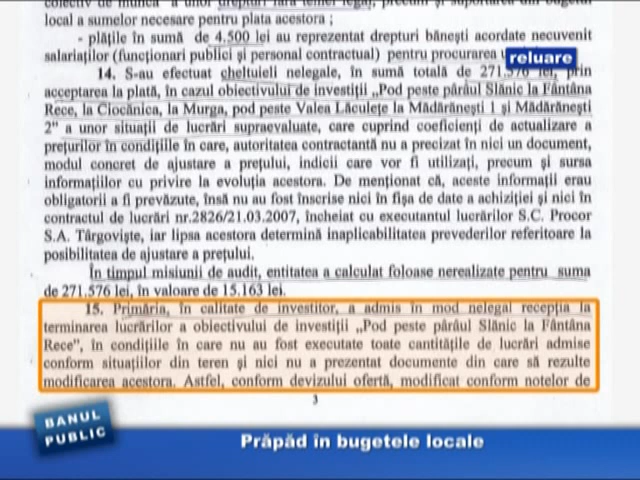 colectiv de muncă a unor drepturi fără temei legal, precum și suportarea din bugetul
local a sumelor necesare pentru plata acestora ;
- plățile în sumă de 4.500 lei au reprezentat drepturi bănești acordate necuvenit
salariaților (funcționari publici și personal contractual) pentru procurarea
reluare
14. S-au efectuat cheltuieli nelegale, în sumă totală de 271.576 lei, prin
acceptarea la plată, în cazul obiectivului de investiții „Pod peste pârâul Slănic la Fântâna
Rece, la Ciocănica, la Murga, pod peste Valea Lăculețe la Mădărănești 1 și Mădărănești
2” a unor situații de lucrări supraevaluate, care cuprind coeficienți de actualizare a
prețurilor în condițiile în care, autoritatea contractantă nu a precizat în nici un document,
modul concret de ajustare a prețului, indicii care vor fi utilizați, precum și sursa
informațiilor cu privire la evoluția acestora. De menționat că, aceste informații erau
obligatorii a fi prevăzute, însă nu au fost înscrise nici în fișa de date a achiziției și nici în
contractul de lucrări nr.2826/21.03.2007, încheiat cu executantul lucrărilor S.C. Procor
S.A. Târgoviște, iar lipsa acestora determină inaplicabilitatea prevederilor referitoare la
posibilitatea de ajustare a prețului.
În timpul misiunii de audit, entitatea a calculat foloase nerealizate pentru suma
de 271.576 lei, în valoare de 15.163 lei.
15. Primăria, în calitate de investitor, a admis în mod nelegal recepția la
terminarea lucrărilor a obiectivului de investiții „Pod peste pârâul Slănic la Fântâna
Rece”, în condițiile în care nu au fost executate toate cantitățile de lucrări admise
conform situațiilor din teren și nici nu a prezentat documente din care să rezulte
modificarea acestora. Astfel, conform devizului ofertă, modificat conform notelor de
3
BANUL
PUBLIC
Prăpăd în bugetele locale